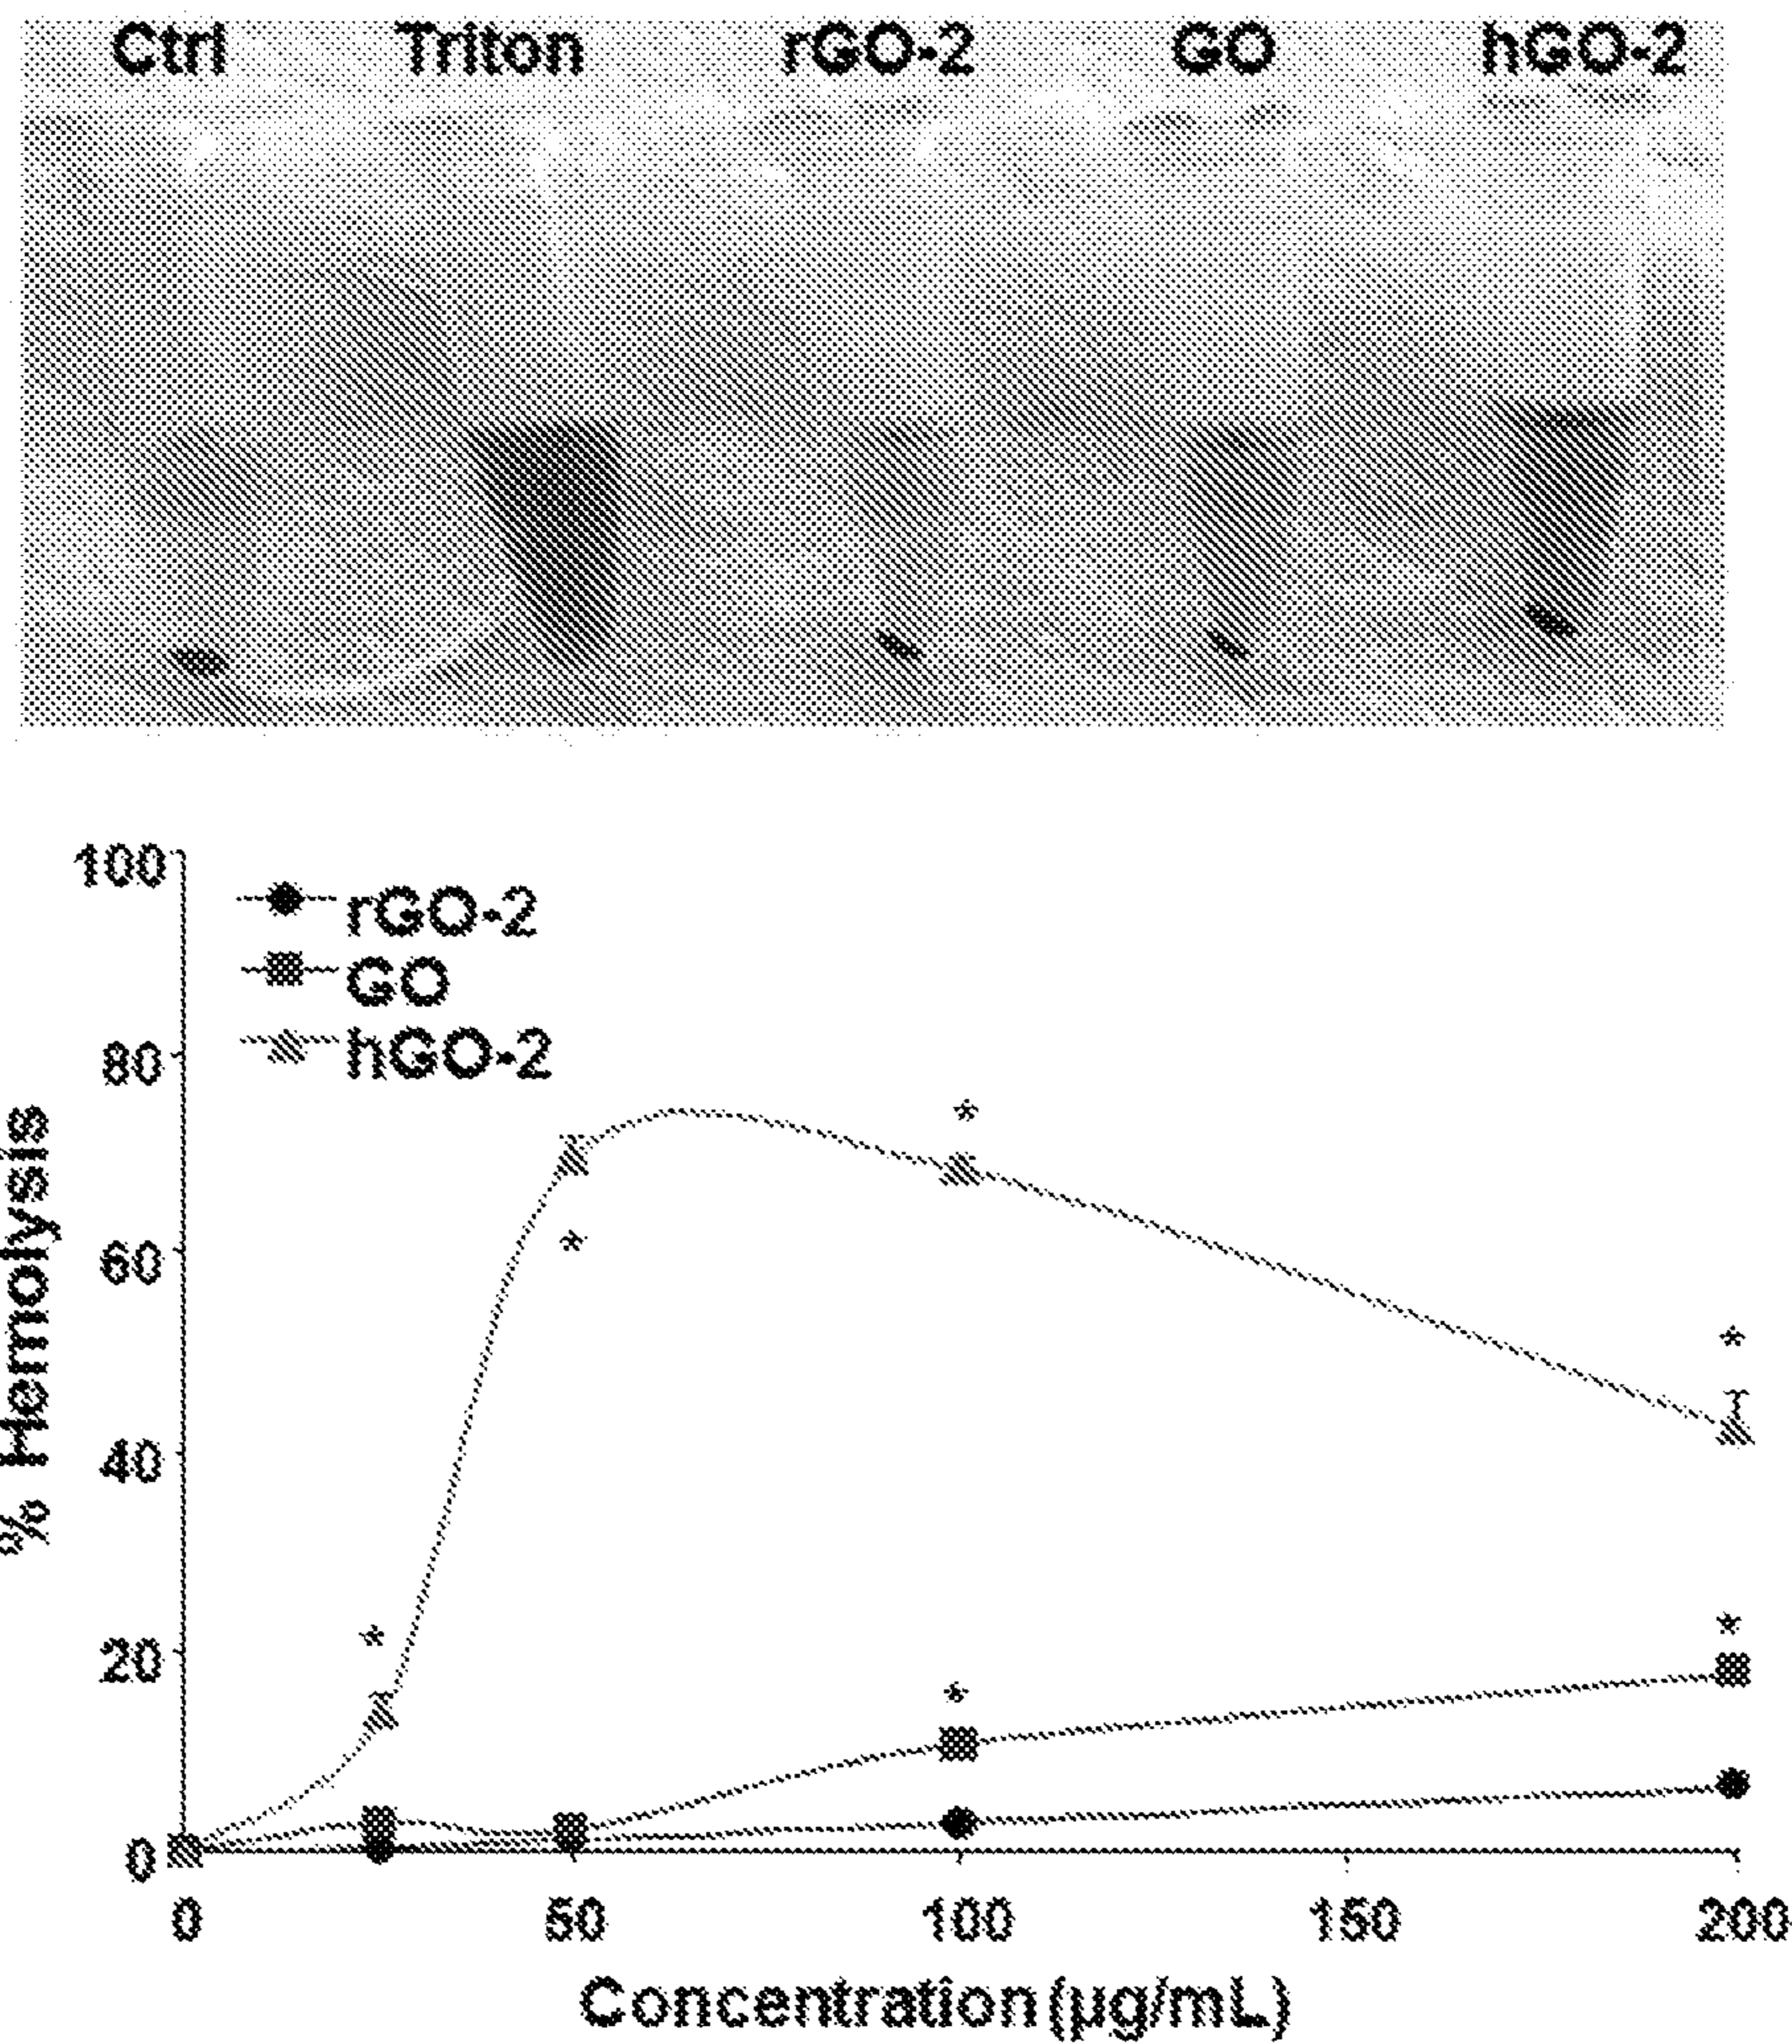 Ctrl Triton rGO-2 GO hGO-2
100
rGO-2
GO
hGO-2
80
60
40
20
0
% Hemolysis
* * * * * *
0 50 100 150 200
Concentration (µg/mL)